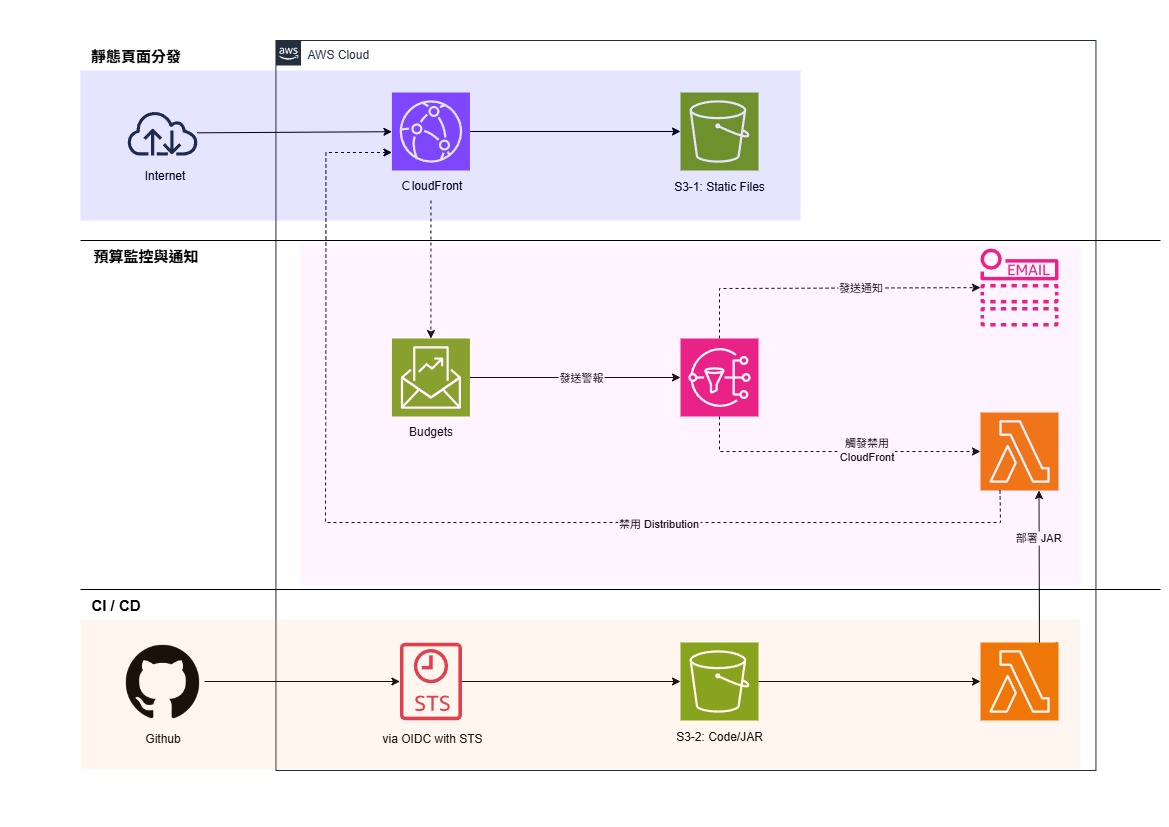 靜態頁面分發
aws
AWS Cloud
Internet
CloudFront
S3-1: Static Files
預算監控與通知
EMAIL
發送通知
發送警報
Budgets
觸發禁用
CloudFront
禁用 Distribution
部署 JAR
CI / CD
STS
Github
via OIDC with STS
S3-2: Code/JAR